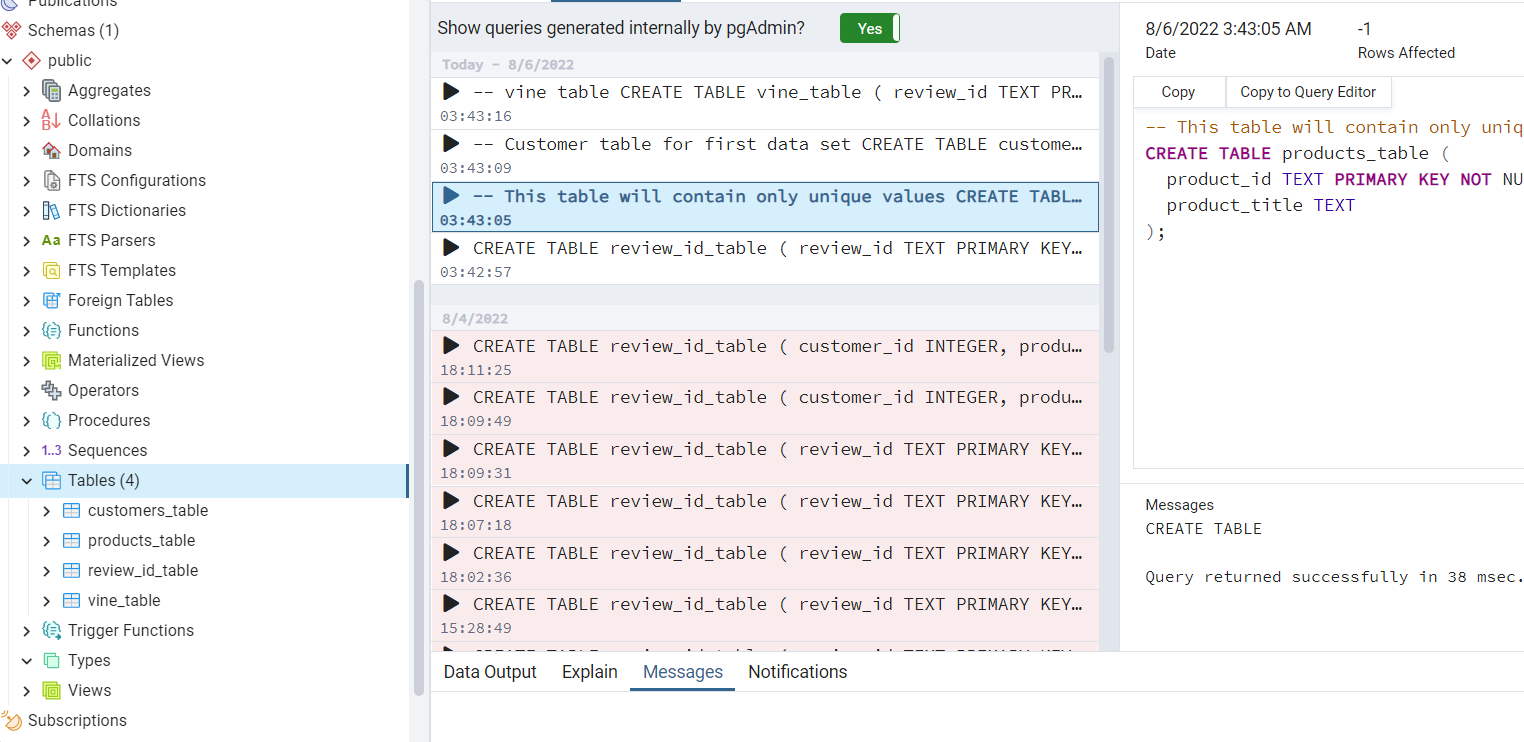 Publications
Schemas (1)
public
Aggregates
Collations
Domains
FTS Configurations
FTS Dictionaries
Aa FTS Parsers
FTS Templates
Foreign Tables
Functions
Materialized Views
Operators
Procedures
1..3 Sequences
Tables (4)
customers_table
products_table
review_id_table
vine_table
Trigger Functions
Types
Views
Subscriptions
Show queries generated internally by pgAdmin? Yes
Today - 8/6/2022
-- vine table CREATE TABLE vine_table ( review_id TEXT PR…
03:43:16
-- Customer table for first data set CREATE TABLE custome…
03:43:09
-- This table will contain only unique values CREATE TABL…
03:43:05
CREATE TABLE review_id_table ( review_id TEXT PRIMARY KEY…
03:42:57
8/4/2022
CREATE TABLE review_id_table ( customer_id INTEGER, produ…
18:11:25
CREATE TABLE review_id_table ( customer_id INTEGER, produ…
18:09:49
CREATE TABLE review_id_table ( review_id TEXT PRIMARY KEY…
18:09:31
CREATE TABLE review_id_table ( review_id TEXT PRIMARY KEY…
18:07:18
CREATE TABLE review_id_table ( review_id TEXT PRIMARY KEY…
18:02:36
CREATE TABLE review_id_table ( review_id TEXT PRIMARY KEY…
15:28:49
Data Output Explain Messages Notifications
8/6/2022 3:43:05 AM -1
Date Rows Affected
Copy Copy to Query Editor
-- This table will contain only uniq
CREATE TABLE products_table (
product_id TEXT PRIMARY KEY NOT NU
product_title TEXT
);
Messages
CREATE TABLE
Query returned successfully in 38 msec.